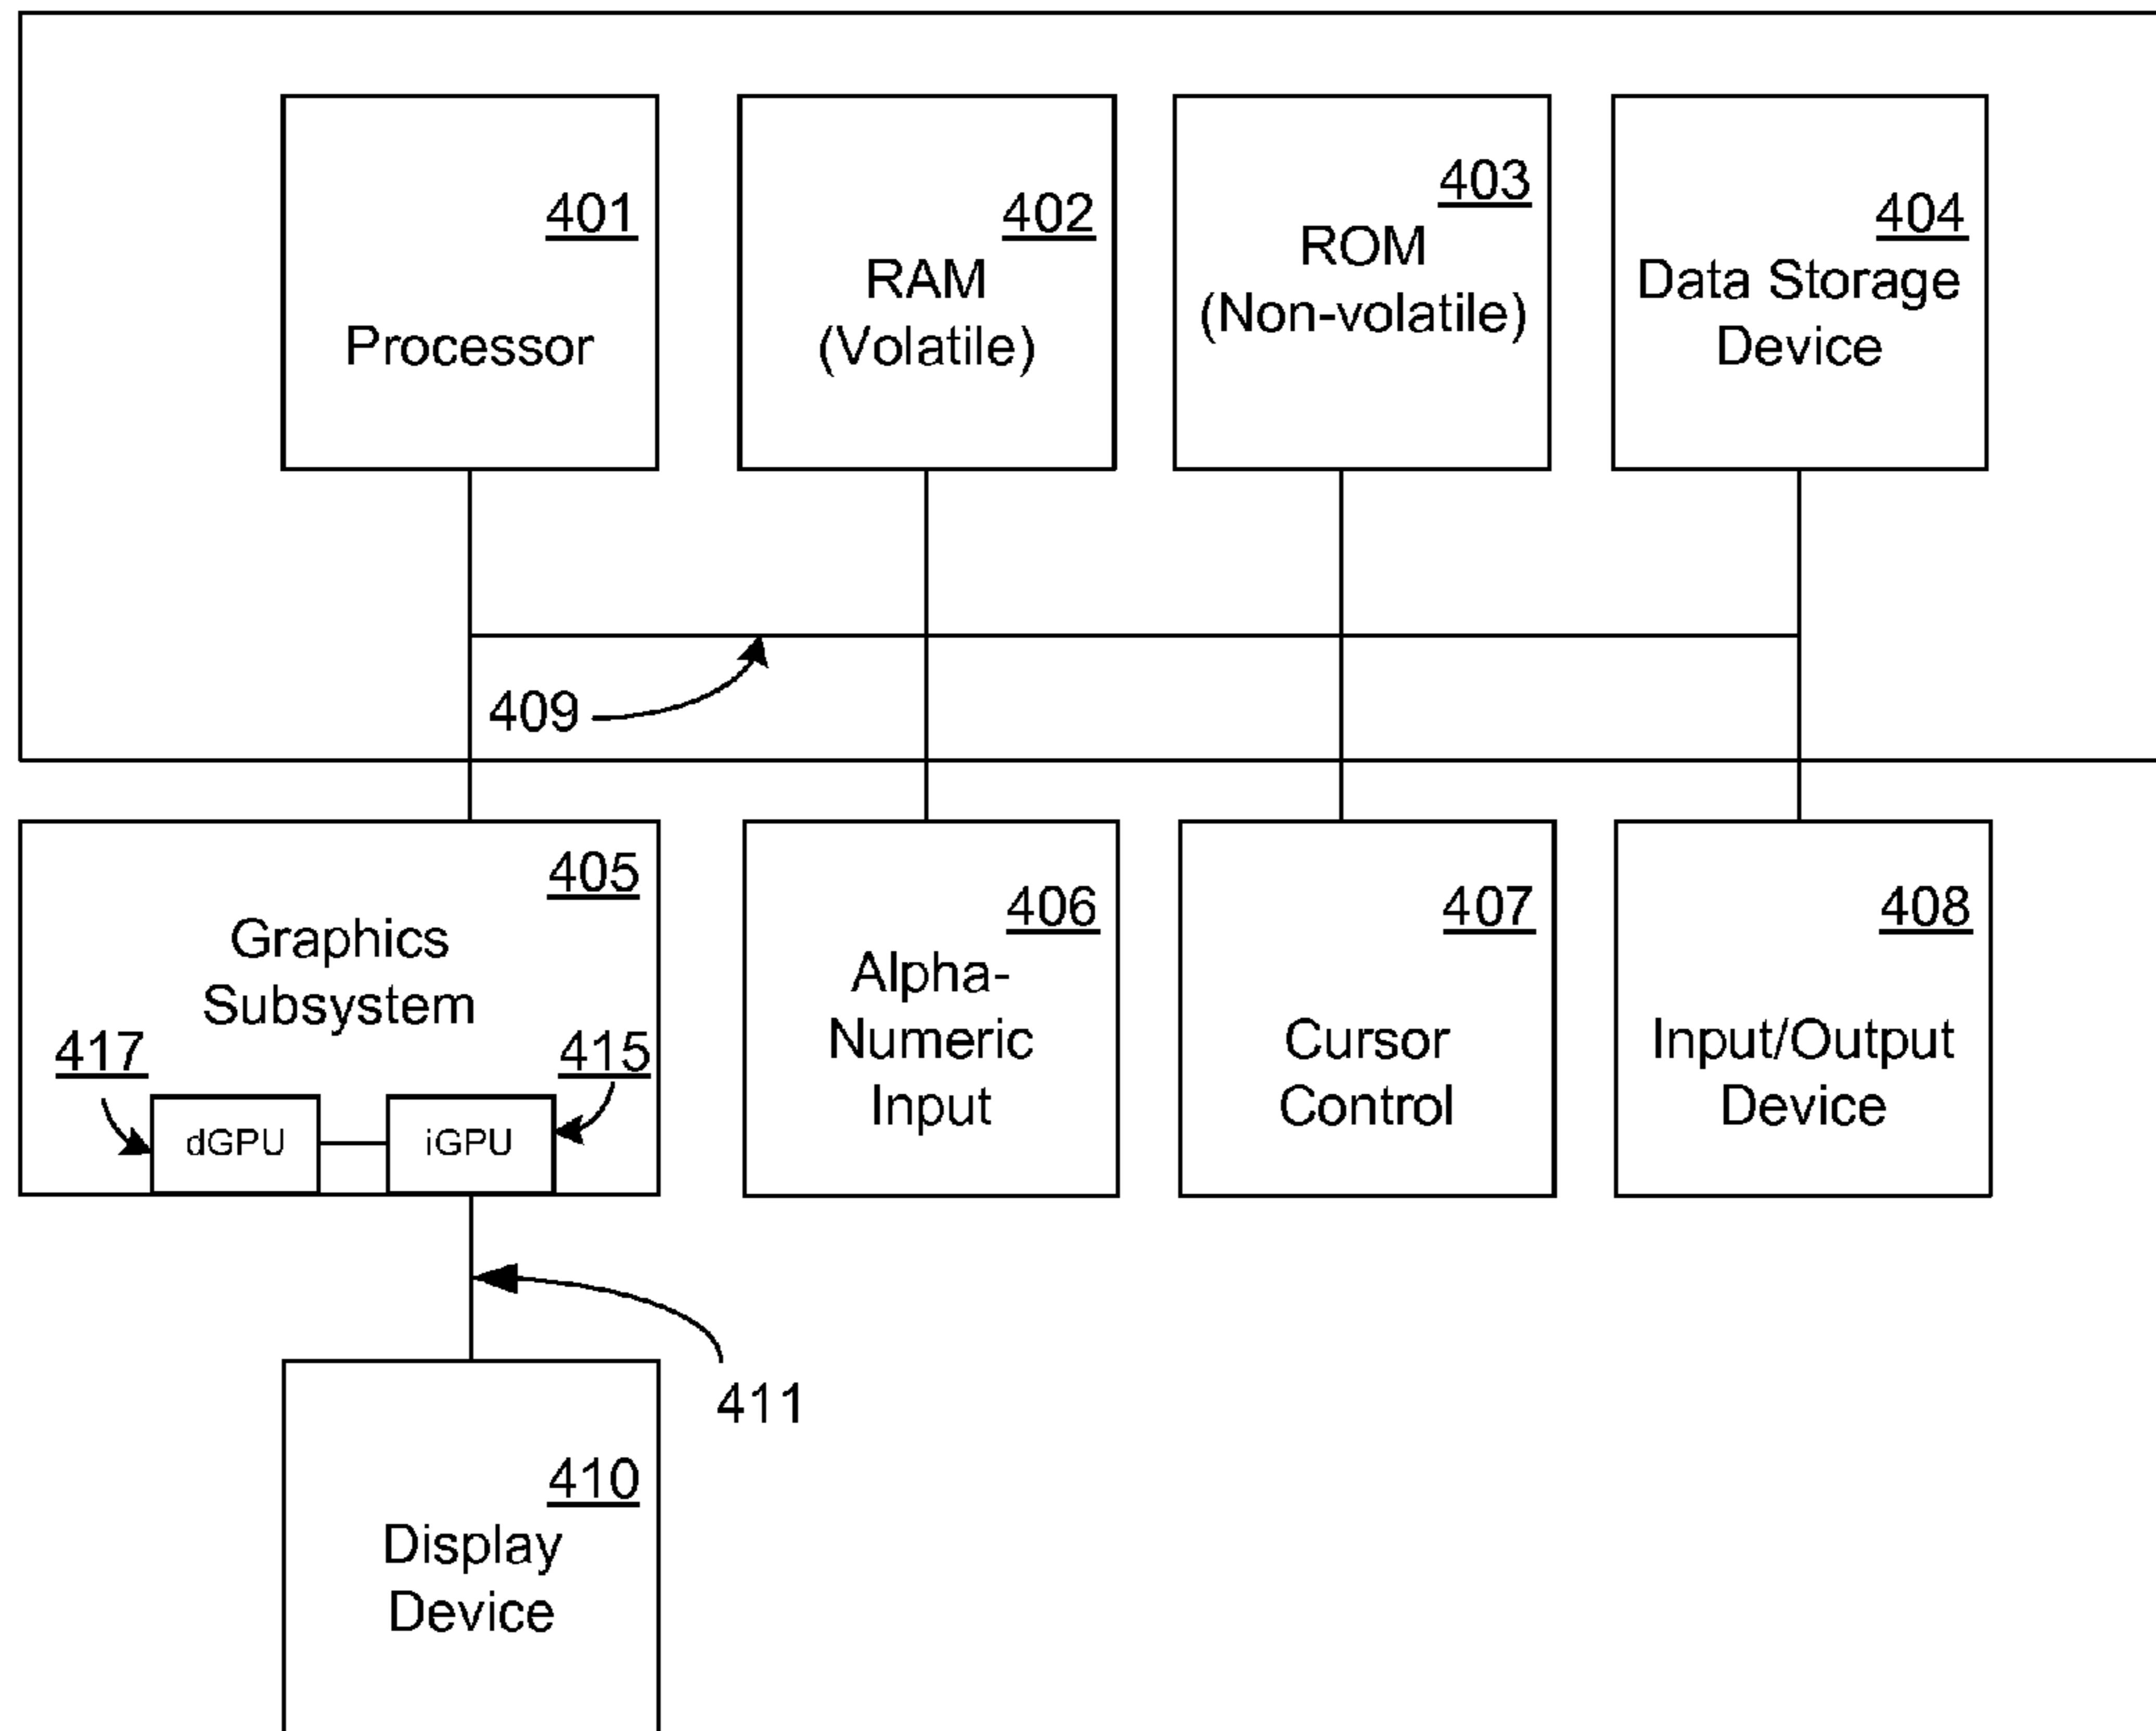 401
Processor
402
RAM
(Volatile)
403
ROM
(Non-volatile)
404
Data Storage
Device
409
405
Graphics
Subsystem
417
415
dGPU
iGPU
406
Alpha-
Numeric
Input
407
Cursor
Control
408
Input/Output
Device
411
410
Display
Device